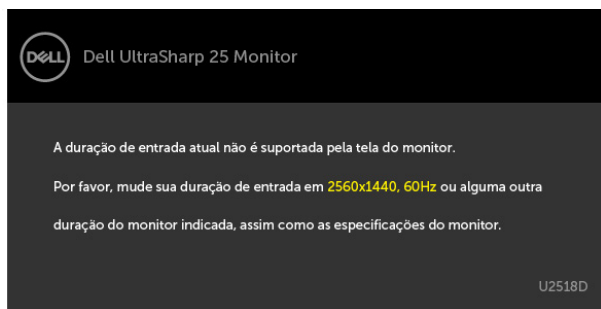 DELL Dell UltraSharp 25 Monitor
A duração de entrada atual não é suportada pela tela do monitor.
Por favor, mude sua duração de entrada em 2560x1440, 60Hz ou alguma outra
duração do monitor indicada, assim como as especificações do monitor.
U2518D